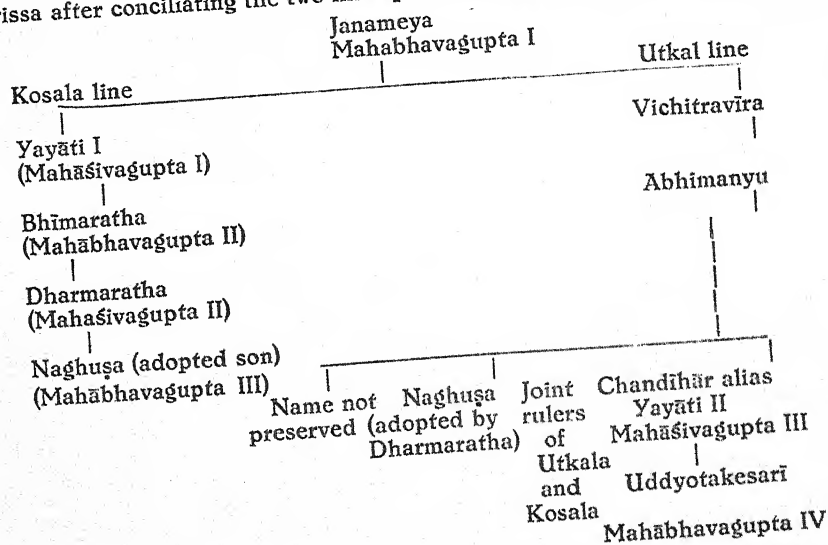 rissa after conciliating the two
Janameya
Mahabhavagupta I
Kosala line
Utkal line
Yayāti I
(Mahāśivagupta I)
Bhīmaratha
(Mahābhavagupta II)
Dharmaratha
(Mahaśivagupta II)
Naghuṣa (adopted son)
(Mahābhavagupta III)
Vichitravīra
Abhimanyu
Name not
preserved
Naghuṣa
(adopted by
Dharmaratha)
Joint
rulers
of
Utkala
and
Kosala
Chandīhār alias
Yayāti II
Mahāśivagupta III
Uddyotakesarī
Mahābhavagupta IV